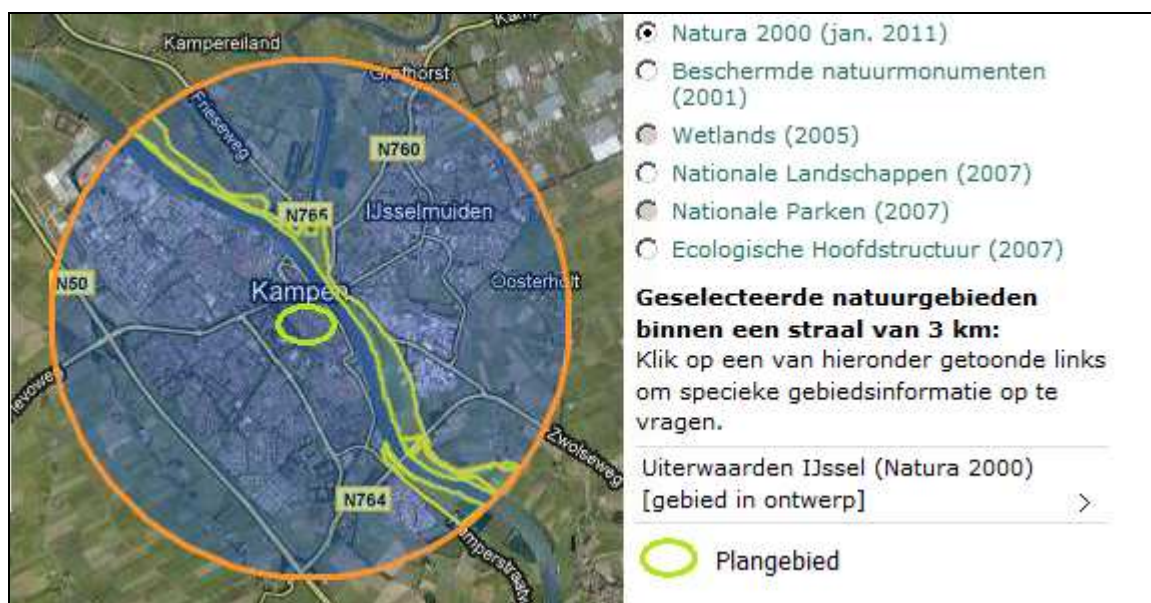 Kampereiland
Grafhorst
Frieseweg
N760
N765
IJsselmuiden
N50
Kampen
Oosterholt
Zwolseweg
N764
Natura 2000 (jan. 2011)
Beschermde natuurmonumenten
(2001)
Wetlands (2005)
Nationale Landschappen (2007)
Nationale Parken (2007)
Ecologische Hoofdstructuur (2007)
Geselecteerde natuurgebieden
binnen een straal van 3 km:
Klik op een van hieronder getoonde links
om specieke gebiedsinformatie op te
vragen.
Uiterwaarden IJssel (Natura 2000)
[gebied in ontwerp]
Plangebied